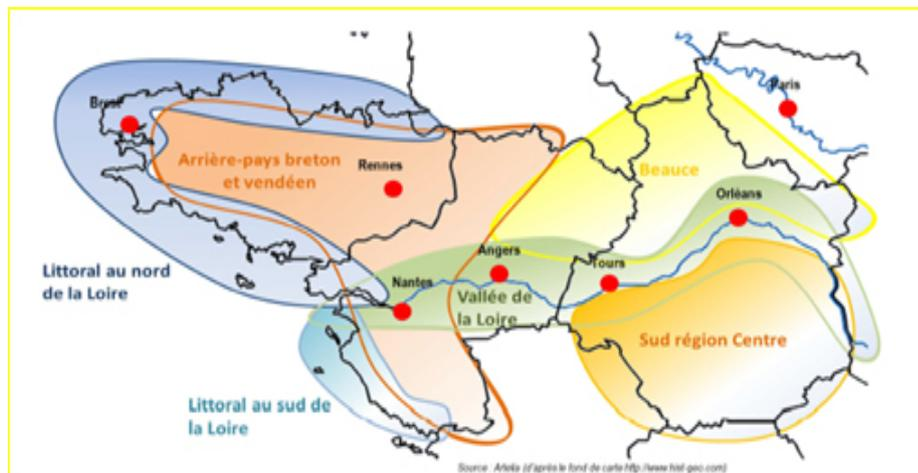 Brest
Paris
Arrière-pays breton
et vendéen
Rennes
Beauce
Orléans
Littoral au nord
de la Loire
Angers
Nantes
Tours
Vallée de
la Loire
Sud région Centre
Littoral au sud de
la Loire
Source : Artelia (d'après le fond de carte http://www.hist-geo.com)